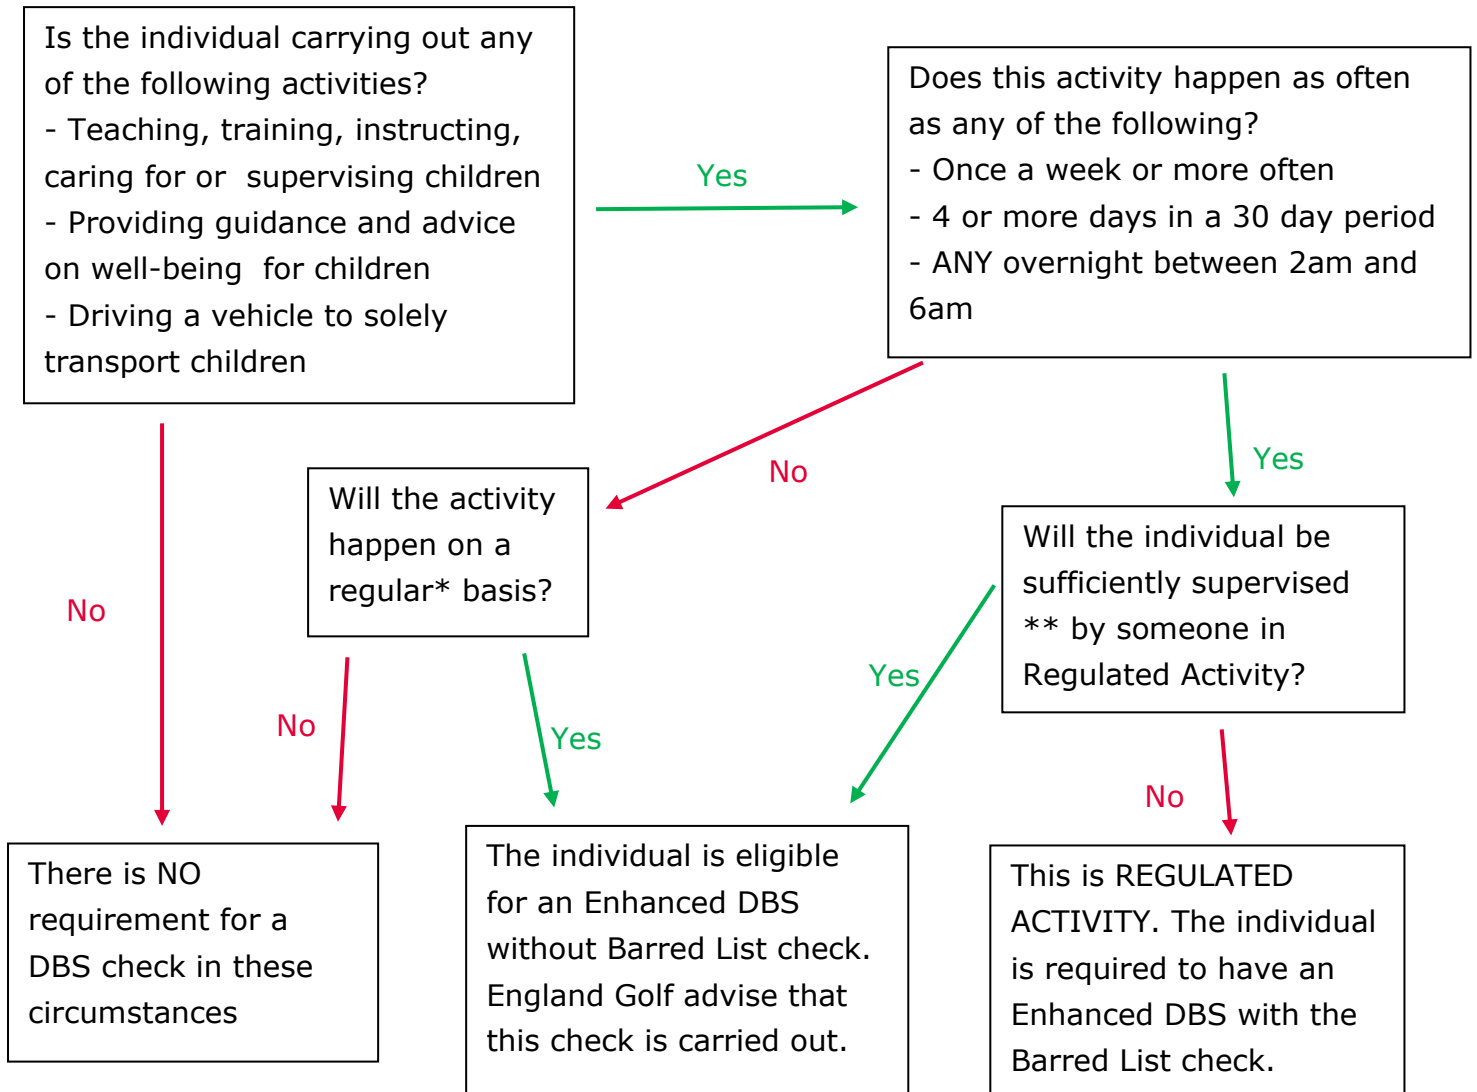 Is the individual carrying out any
of the following activities?
- Teaching, training, instructing,
caring for or  supervising children
- Providing guidance and advice
on well-being  for children
- Driving a vehicle to solely
transport children
Yes
Does this activity happen as often
as any of the following?
- Once a week or more often
- 4 or more days in a 30 day period
- ANY overnight between 2am and
6am
No
No
Yes
Will the activity
happen on a
regular* basis?
Will the individual be
sufficiently supervised
** by someone in
Regulated Activity?
No
Yes
Yes
No
There is NO
requirement for a
DBS check in these
circumstances
The individual is eligible
for an Enhanced DBS
without Barred List check.
England Golf advise that
this check is carried out.
This is REGULATED
ACTIVITY. The individual
is required to have an
Enhanced DBS with the
Barred List check.